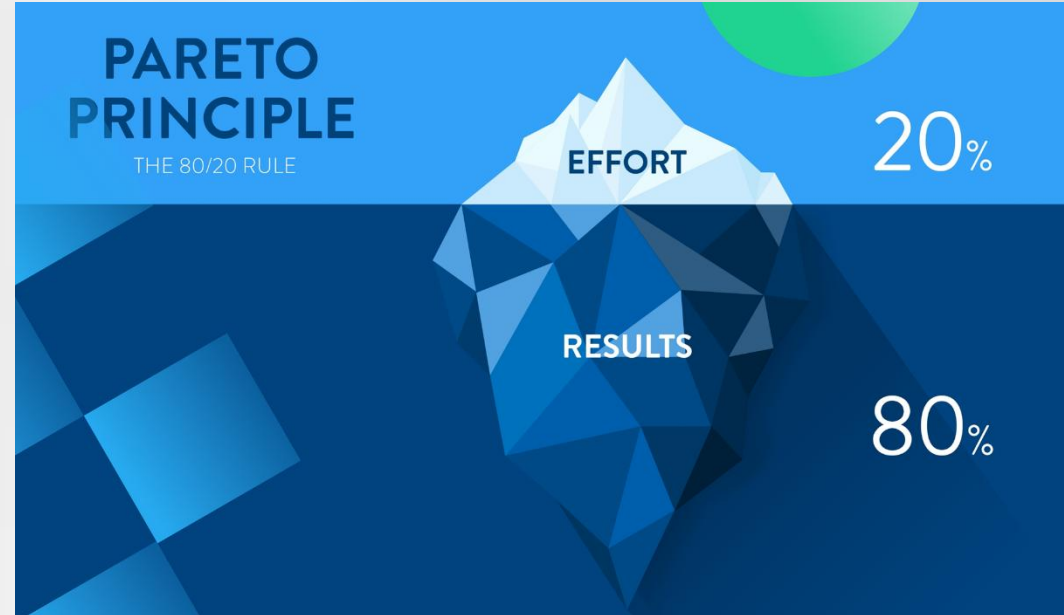 PARETO
PRINCIPLE
THE 80/20 RULE
EFFORT
20%
RESULTS
80%